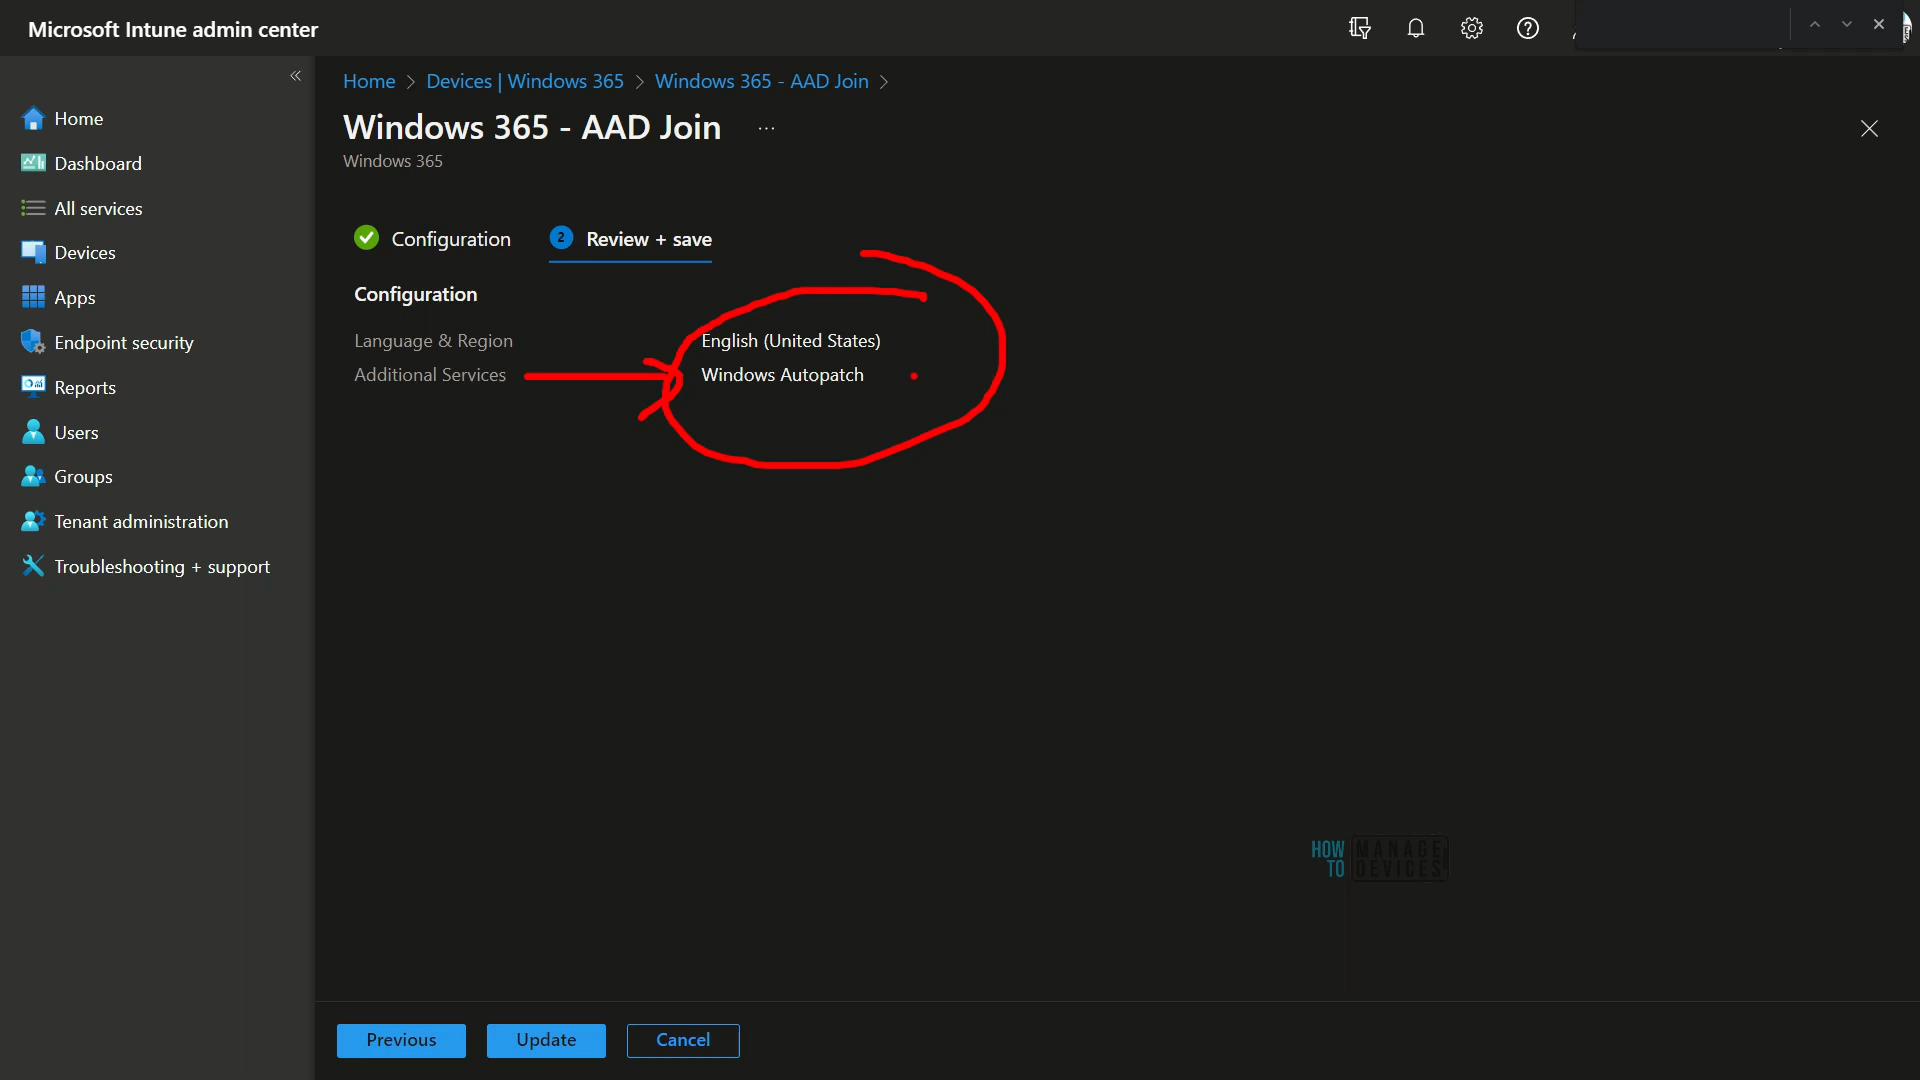 Microsoft Intune admin center
Home > Devices | Windows 365 > Windows 365 - AAD Join >
Windows 365 - AAD Join ...
Windows 365
Home
Dashboard
All services
Devices
Apps
Endpoint security
Reports
Users
Groups
Tenant administration
Troubleshooting + support
Configuration
2 Review + save
Configuration
Language & Region English (United States)
Additional Services Windows Autopatch
HOW TO
MANAGE DEVICES
Previous Update Cancel